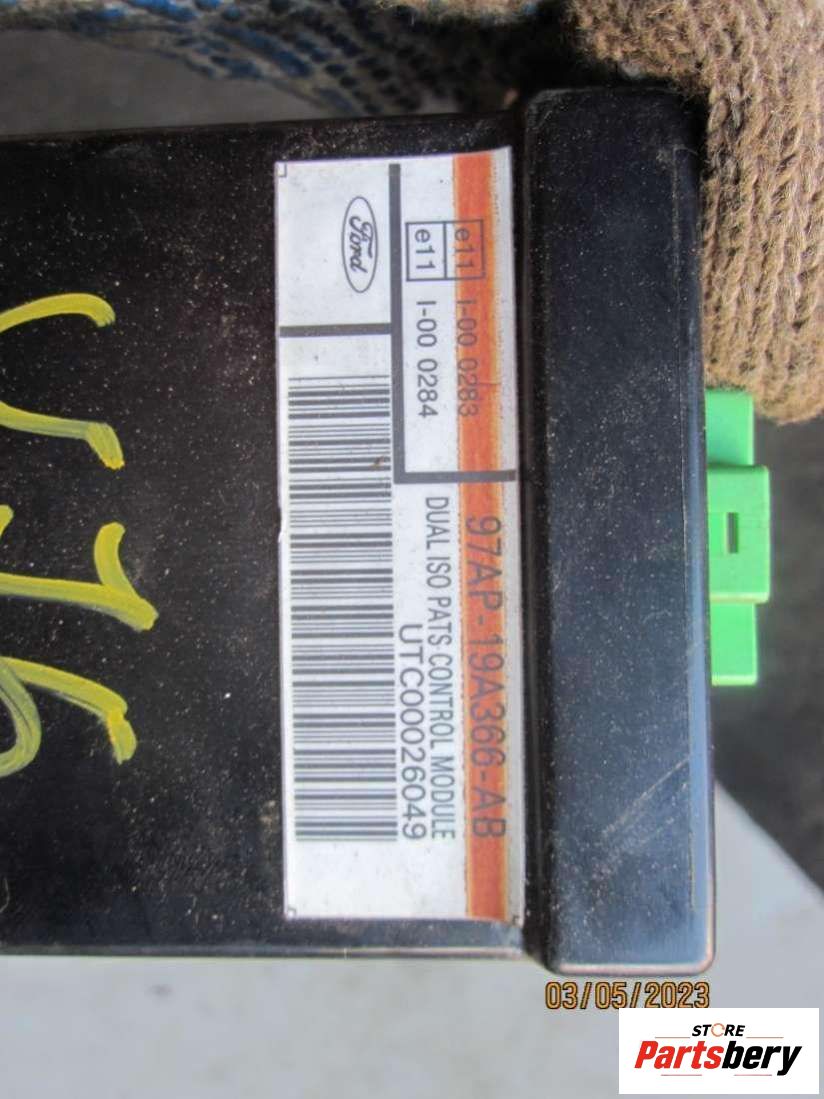 Ford
e11 I-00 0283
e11 I-00 0284
97AP-19A366-AB
DUAL ISO PATS CONTROL MODULE
UTC00026049
03/05/2023
STORE
Partsbery